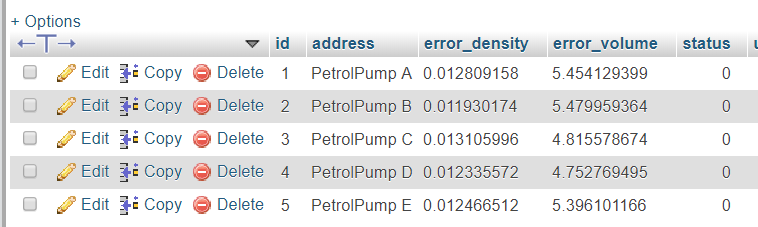 + Options
←T→ id address error_density error_volume status
Edit Copy Delete 1 PetrolPump A 0.012809158 5.454129399 0
Edit Copy Delete 2 PetrolPump B 0.011930174 5.479959364 0
Edit Copy Delete 3 PetrolPump C 0.013105996 4.815578674 0
Edit Copy Delete 4 PetrolPump D 0.012335572 4.752769495 0
Edit Copy Delete 5 PetrolPump E 0.012466512 5.396101166 0